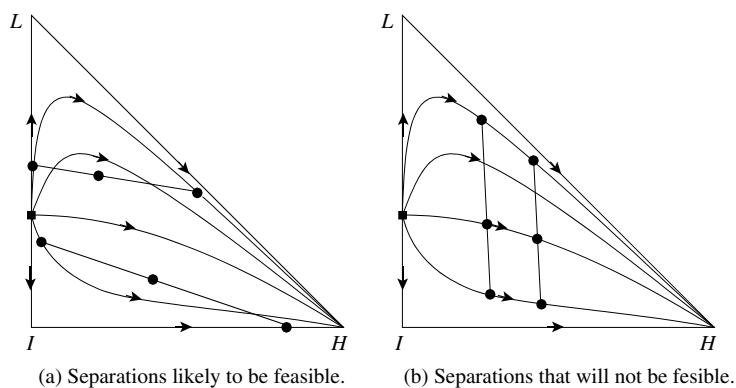 L
L
I
H
I
H
(a) Separations likely to be feasible.
(b) Separations that will not be fesible.